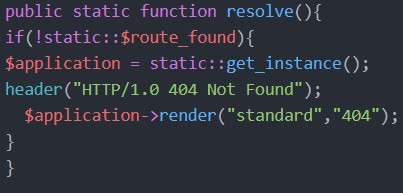 public static function resolve(){
if(!static::$route_found){
$application = static::get_instance();
header("HTTP/1.0 404 Not Found");
$application->render("standard","404");
}
}